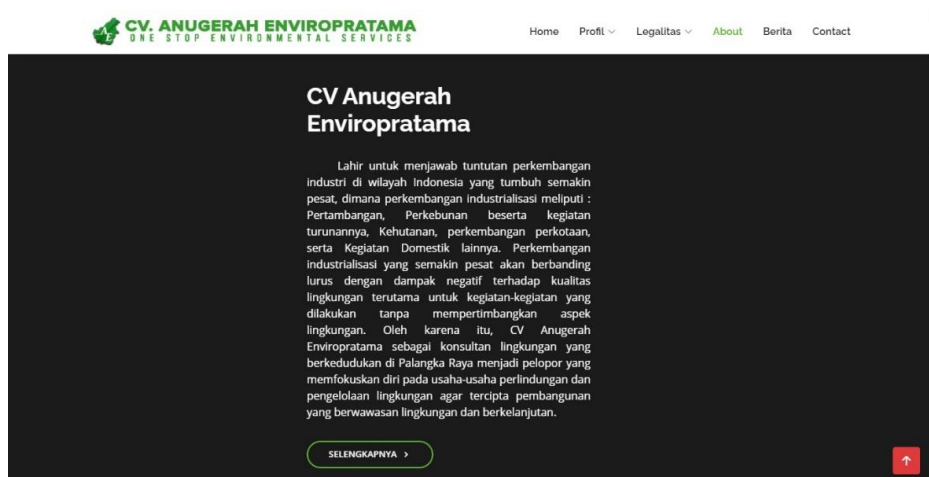 CV. ANUGERAH ENVIROPRATAMA
ONE STOP ENVIRONMENTAL SERVICES
Home Profil Legalitas About Berita Contact
CV Anugerah
Enviropratama
Lahir untuk menjawab tuntutan perkembangan
industri di wilayah Indonesia yang tumbuh semakin
pesat, dimana perkembangan industrialisasi meliputi :
Pertambangan, Perkebunan beserta kegiatan
turunannya, Kehutanan, perkembangan perkotaan,
serta Kegiatan Domestik lainnya. Perkembangan
industrialisasi yang semakin pesat akan berbanding
lurus dengan dampak negatif terhadap kualitas
lingkungan terutama untuk kegiatan-kegiatan yang
dilakukan tanpa mempertimbangkan aspek
lingkungan. Oleh karena itu, CV Anugerah
Enviropratama sebagai konsultan lingkungan yang
berkedudukan di Palangka Raya menjadi pelopor yang
memfokuskan diri pada usaha-usaha perlindungan dan
pengelolaan lingkungan agar tercipta pembangunan
yang berwawasan lingkungan dan berkelanjutan.
SELENGKAPNYA >